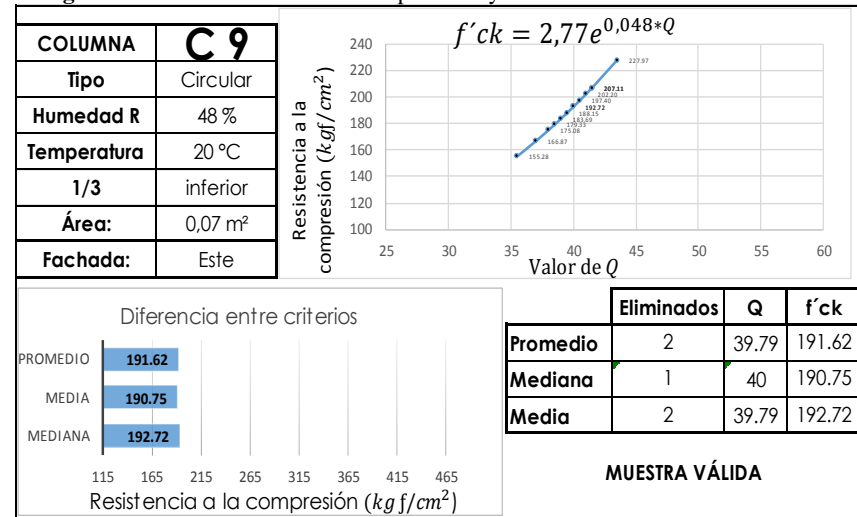 COLUMNA C 9
Tipo Circular
Humedad R 48 %
Temperatura 20 °C
1/3 inferior
Área: 0,07 m²
Fachada: Este
f´ck = 2,77e^{0,048*Q}
Resistencia a la
compresión (kgf/cm²)
240
220
200
180
160
140
120
100
227.97
207.11
202.20
197.40
192.72
188.15
183.69
179.33
175.08
166.87
155.28
25 30 35 40 45 50 55 60
Valor de Q
Diferencia entre criterios
PROMEDIO 191.62
MEDIA 190.75
MEDIANA 192.72
115 165 215 265 315 365 415 465
Resistencia a la compresión (kgf/cm²)
Eliminados Q f´ck
Promedio 2 39.79 191.62
Mediana 1 40 190.75
Media 2 39.79 192.72
MUESTRA VÁLIDA